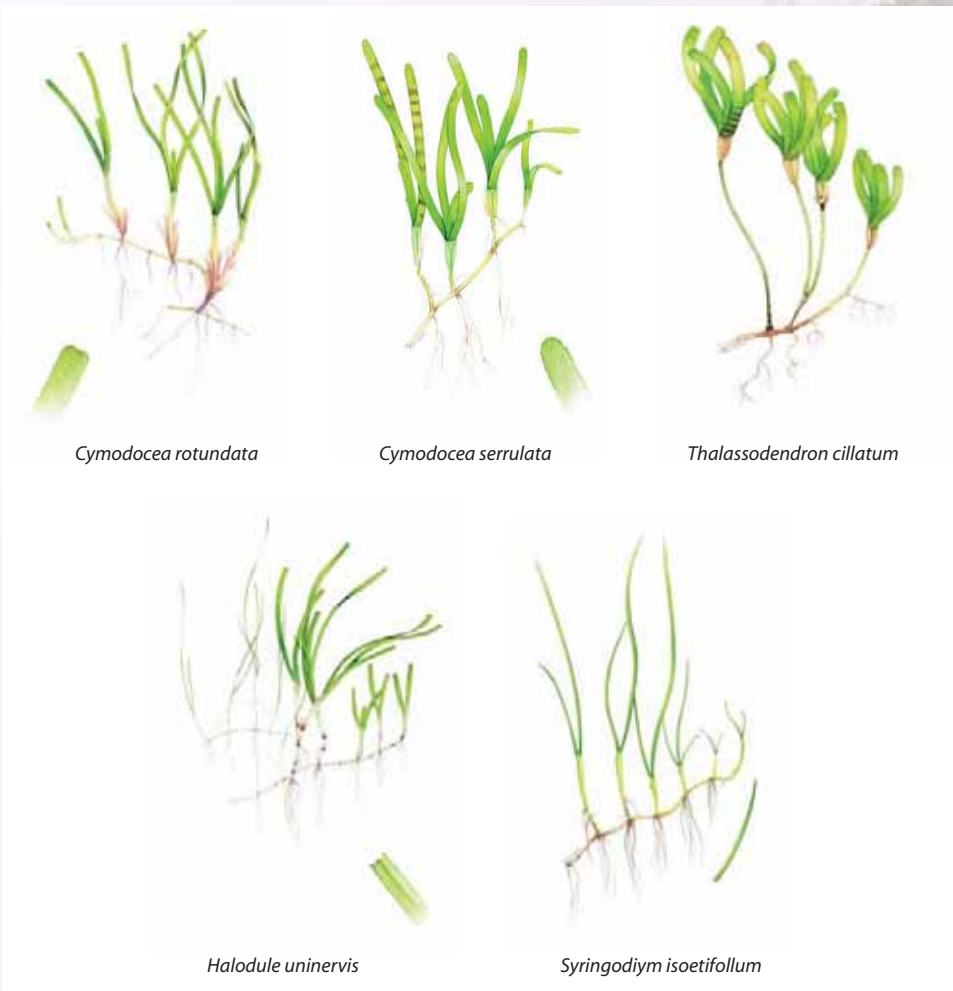 Cymodocea rotundata
Cymodocea serrulata
Thalassodendron cillatum
Halodule uninervis
Syringodiym isoetifollum